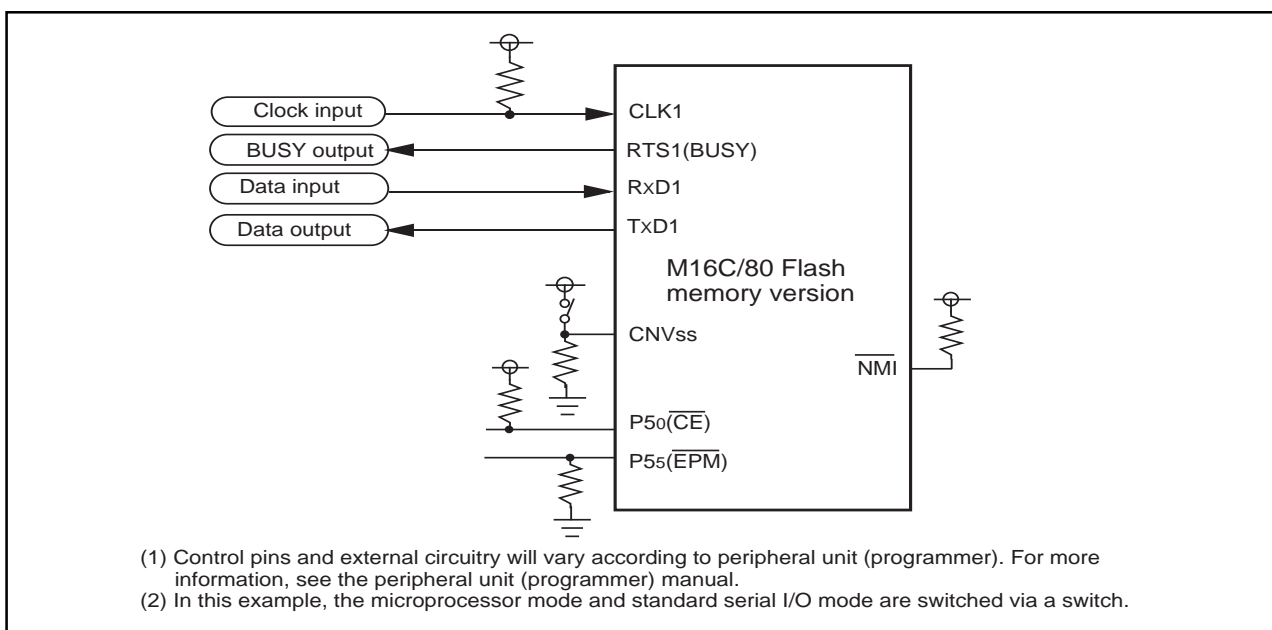 Clock input
CLK1
BUSY output
RTS1(BUSY)
Data input
RxD1
Data output
TxD1
M16C/80 Flash
memory version
CNVss
NMI
P50(CE)
P55(EPM)
(1) Control pins and external circuitry will vary according to peripheral unit (programmer). For more
information, see the peripheral unit (programmer) manual.
(2) In this example, the microprocessor mode and standard serial I/O mode are switched via a switch.